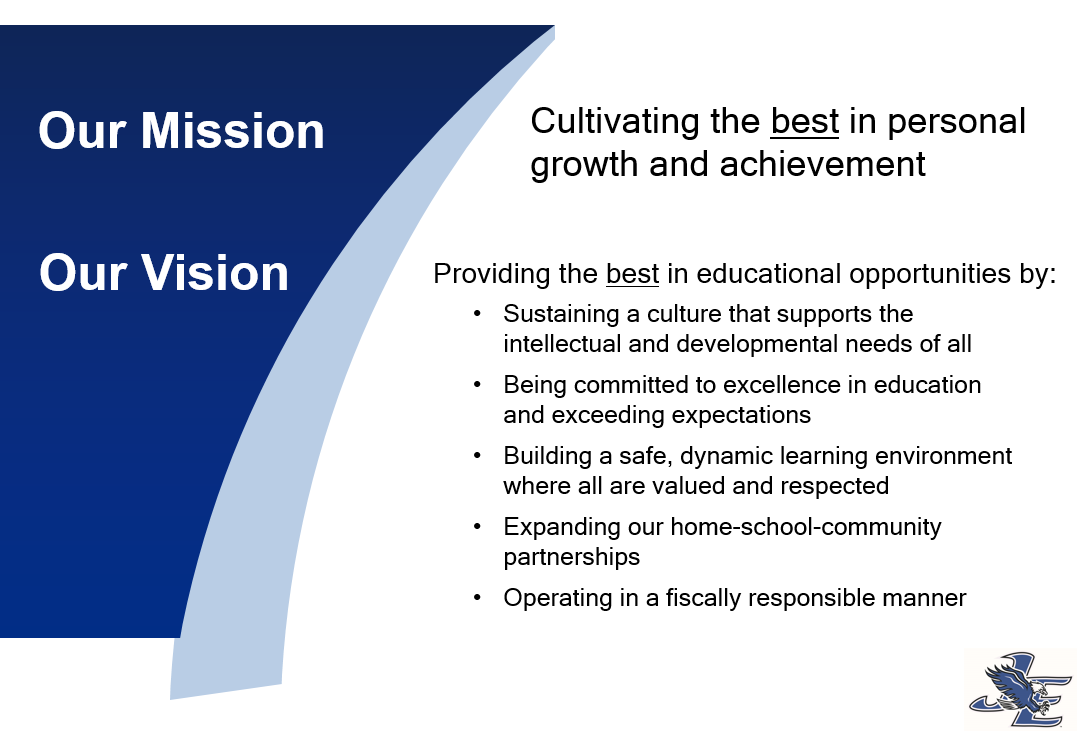 Our Mission
Cultivating the best in personal
growth and achievement
Our Vision
Providing the best in educational opportunities by:
• Sustaining a culture that supports the
intellectual and developmental needs of all
• Being committed to excellence in education
and exceeding expectations
• Building a safe, dynamic learning environment
where all are valued and respected
• Expanding our home-school-community
partnerships
• Operating in a fiscally responsible manner